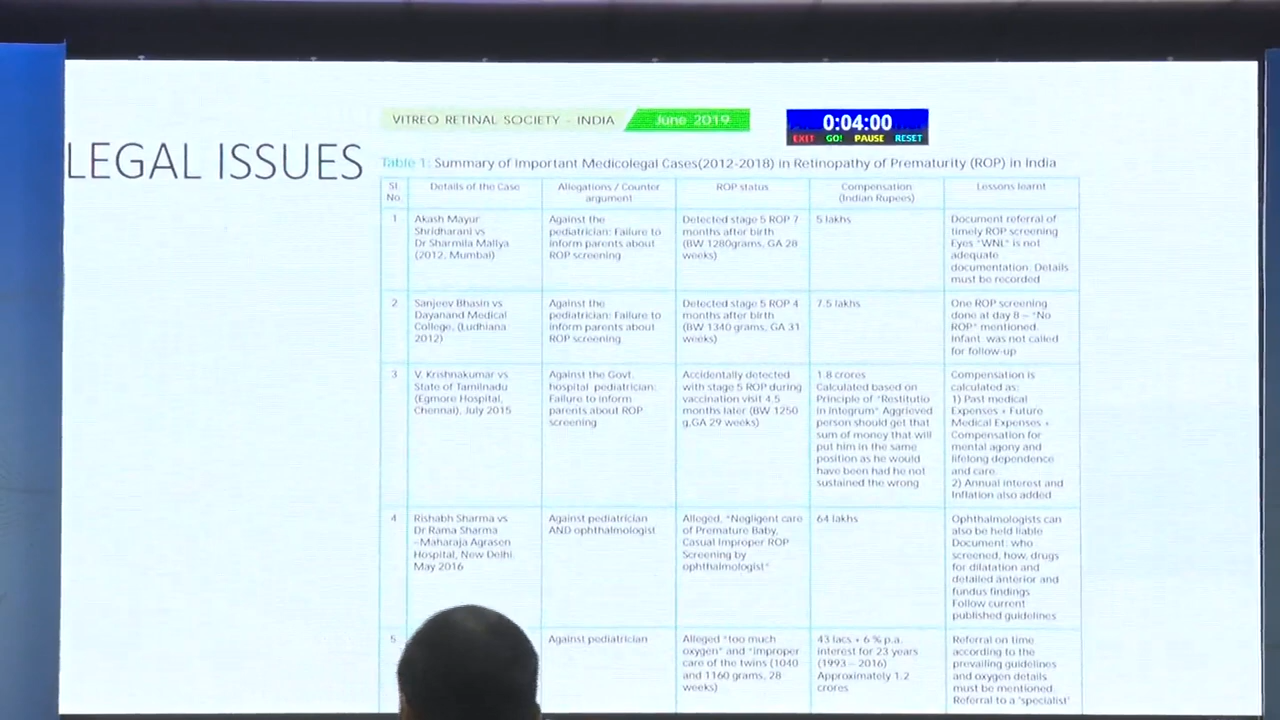 VITREO RETINAL SOCIETY - INDIA
June 2019
0:04:00
EXIT GO! PAUSE RESET
LEGAL ISSUES
Table 1: Summary of Important Medicolegal Cases(2012-2018) in Retinopathy of Prematurity (ROP) in India
Sl. No.
Details of the Case
Allegations / Counter
argument
ROP status
Compensation
(Indian Rupees)
Lessons learnt
1
Akash Mayur
Shridharani vs
Dr Sharmila Mallya
(2012, Mumbai)
Against the
pediatrician: Failure to
inform parents about
ROP screening
Detected stage 5 ROP 7
months after birth
(BW 1280grams, GA 28
weeks)
5 lakhs
Document referral of
timely ROP screening
Eyes "WNL" is not
adequate
documentation. Details
must be recorded
2
Sanjeev Bhasin vs
Dayanand Medical
College, (Ludhiana
2012)
Against the
pediatrician: Failure to
inform parents about
ROP screening
Detected stage 5 ROP 4
months after birth
(BW 1340 grams, GA 31
weeks)
7.5 lakhs
One ROP screening
done at day 8 – "No
ROP" mentioned.
Infant was not called
for follow-up
3
V. Krishnakumar vs
State of Tamilnadu
(Egmore Hospital,
Chennai), July 2015
Against the Govt.
hospital pediatrician:
Failure to inform
parents about ROP
screening
Accidentally detected
with stage 5 ROP during
vaccination visit 4.5
months later (BW 1250
g,GA 29 weeks)
1.8 crores
Calculated based on
Principle of "Restitutio
in Integrum" Aggrieved
person should get that
sum of money that will
put him in the same
position as he would
have been had he not
sustained the wrong
Compensation is
calculated as:
1) Past medical
Expenses + Future
Medical Expenses +
Compensation for
mental agony and
lifelong dependence
and care.
2) Annual interest and
Inflation also added
4
Rishabh Sharma vs
Dr Rama Sharma
–Maharaja Agrasen
Hospital, New Delhi.
May 2016
Against pediatrician
AND ophthalmologist
Alleged, "Negligent care
of Premature Baby,
Casual Improper ROP
Screening by
ophthalmologist"
64 lakhs
Ophthalmologists can
also be held liable
Document: who
screened, how, drugs
for dilatation and
detailed anterior and
fundus findings
Follow current
published guidelines
5
Against pediatrician
Alleged "too much
oxygen" and "improper
care of the twins (1040
and 1160 grams, 28
weeks)
43 lacs + 6 % p.a.
interest for 23 years
(1993 – 2016)
Approximately 1.2
crores
Referral on time
according to the
prevailing guidelines
and oxygen details
must be mentioned.
Referral to a 'specialist'